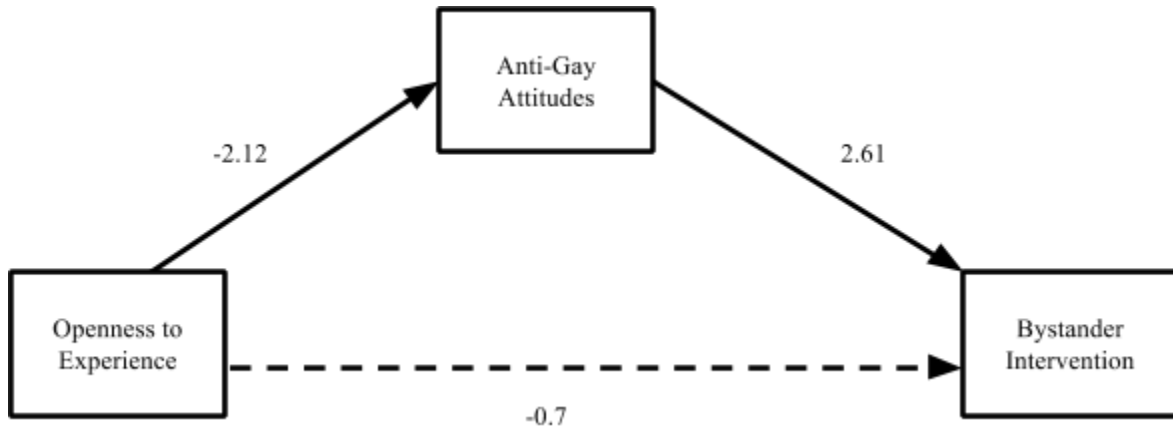 Anti-Gay
Attitudes
-2.12
2.61
Openness to
Experience
Bystander
Intervention
-0.7